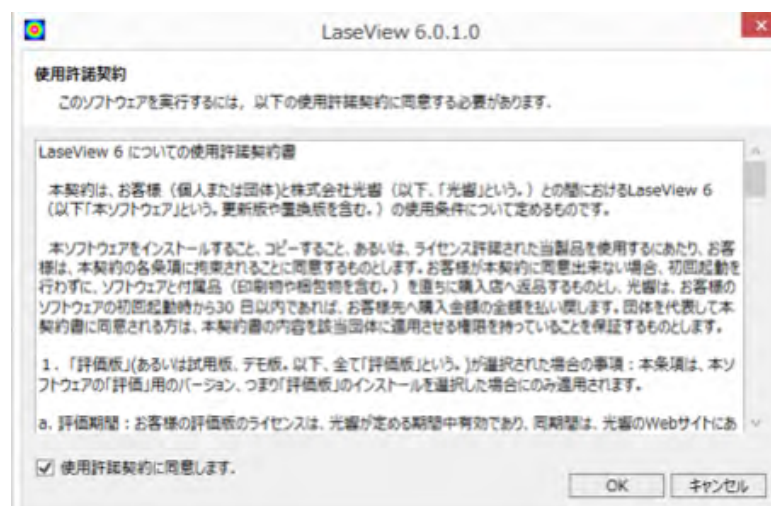 LaseView 6.0.1.0
使用許諾契約
このソフトウェアを実行するには，以下の使用許諾契約に同意する必要があります．
LaseView 6 についての使用許諾契約書
本契約は、お客様（個人または団体)と株式会社光響（以下、「光響」という。）との間におけるLaseView 6
（以下「本ソフトウェア」という。更新版や置換版を含む。）の使用条件について定めるものです。
本ソフトウェアをインストールすること、コピーすること、あるいは、ライセンス許諾された当製品を使用するにあたり、お客
様は、本契約の各条項に拘束されることに同意するものとします。お客様が本契約に同意出来ない場合、初回起動を
行わずに、ソフトウェアと付属品（印刷物や梱包物を含む。）を直ちに購入店へ返品するものとし、光響は、お客様の
ソフトウェアの初回起動時から30 日以内であれば、お客様先へ購入金額の全額を払い戻します。団体を代表して本
契約書に同意される方は、本契約書の内容を該当団体に適用させる権限を持っていることを保証するものとします。
１．「評価版」(あるいは試用版、デモ版。以下、全て「評価版」という。)が選択された場合の事項：本条項は、本ソ
フトウェアの「評価」用のバージョン、つまり「評価版」のインストールを選択した場合にのみ適用されます。
a. 評価期間：お客様の評価版のライセンスは、光響が定める期間中有効であり、同期間は、光響のWebサイトにあ
使用許諾契約に同意します．
OK
キャンセル